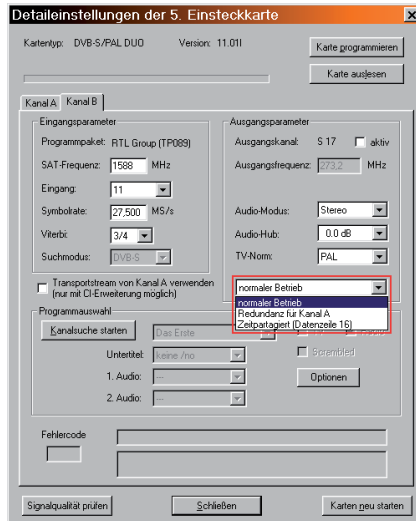 Detaileinstellungen der 5. Einsteckkarte
Kartentyp: DVB-S/PAL DUO Version: 11.01I
Karte programmieren
Karte auslesen
Kanal A Kanal B
Eingangsparameter
Programmpaket: RTL Group (TP089)
SAT-Frequenz: 1588 MHz
Eingang: 11
Symbolrate: 27,500 MS/s
Viterbi: 3/4
Suchmodus: DVB-S
Ausgangsparameter
Ausgangskanal: S 17 aktiv
Ausgangsfrequenz: 273,2 MHz
Audio-Modus: Stereo
Audio-Hub: 0.0 dB
TV-Norm: PAL
Transportstream von Kanal A verwenden
(nur mit CI-Erweiterung möglich)
normaler Betrieb
normaler Betrieb
Redundanz für Kanal A
Zeitpartagiert (Datenzeile 16)
Programmauswahl
Kanalsuche starten Das Erste
Untertitel: keine /no Scrambled
1. Audio: ---
2. Audio: ---
Optionen
Fehlercode
Signalqualität prüfen Schließen Karten neu starten